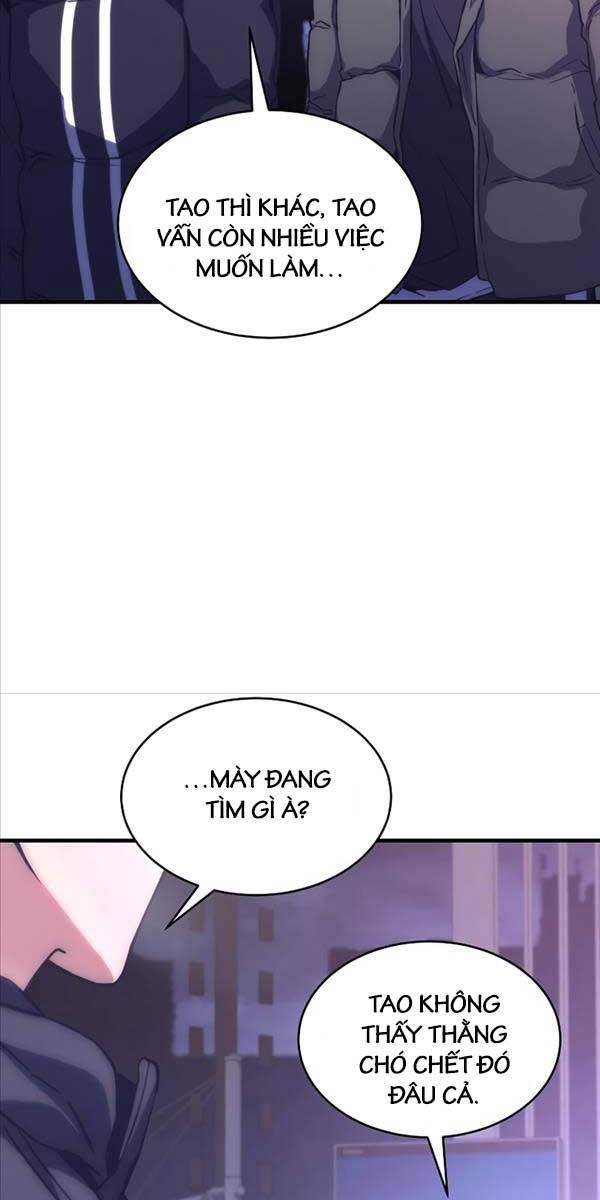 TAO THÌ KHÁC, TAO
VẪN CÒN NHIỀU VIỆC
MUỐN LÀM...
...MÀY ĐANG
TÌM GÌ À?
TAO KHÔNG
THẤY THẰNG
CHÓ CHẾT ĐÓ
ĐÂU CẢ.